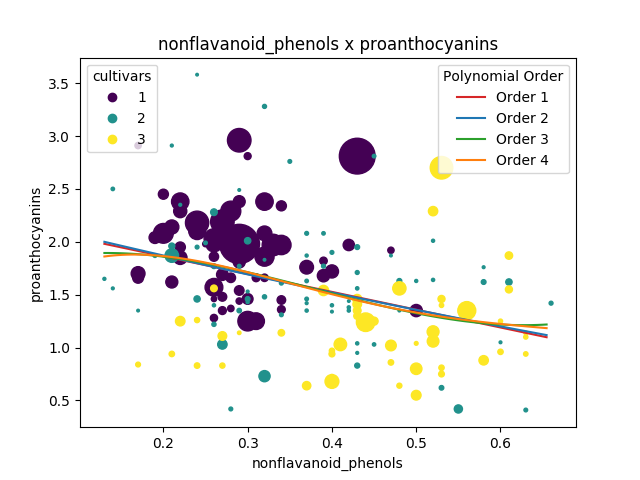 nonflavanoid_phenols x proanthocyanins
cultivars
1
2
3
Polynomial Order
Order 1
Order 2
Order 3
Order 4
proanthocyanins
3.5
3.0
2.5
2.0
1.5
1.0
0.5
0.2 0.3 0.4 0.5 0.6
nonflavanoid_phenols